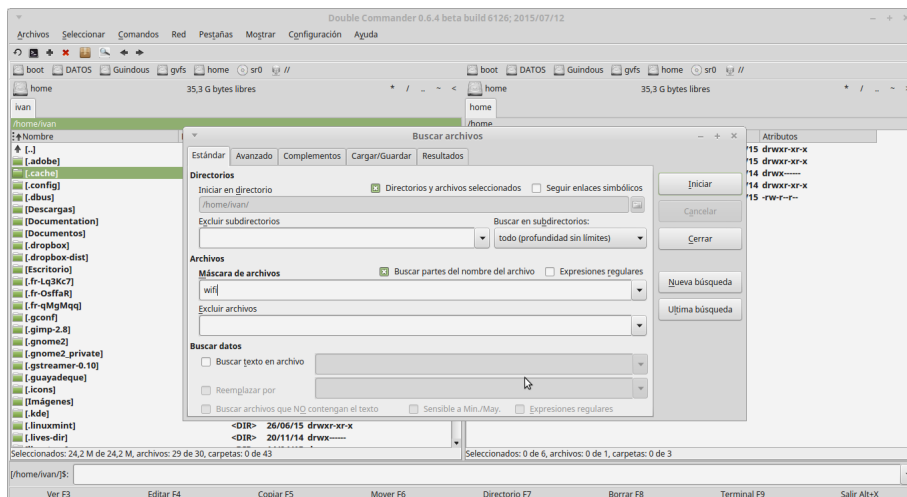 Double Commander 0.6.4 beta build 6126; 2015/07/12
Archivos Seleccionar Comandos Red Pestañas Mostrar Configuración Ayuda
boot DATOS Guindous gvfs home sr0 // boot DATOS Guindous gvfs home sr0 //
home 35,3 G bytes libres * / .. ~ < home 35,3 G bytes libres * / .. ~
ivan home
/home/ivan /home
Nombre Atributos
[..]
[.adobe]
[.cache]
[.config]
[.dbus]
[Descargas]
[Documentation]
[Documentos]
[.dropbox]
[.dropbox-dist]
[Escritorio]
[.fr-Lq3Kc7]
[.fr-OsffaR]
[.fr-qMgMqq]
[.gconf]
[.gimp-2.8]
[.gnome2]
[.gnome2_private]
[.gstreamer-0.10]
[.guayadeque]
[.icons]
[Imágenes]
[.kde]
[.linuxmint] <DIR> 26/06/15 drwxr-xr-x
[.lives-dir] <DIR> 20/11/14 drwx------
/15 drwxr-xr-x
/15 drwxr-xr-x
/14 drwx------
/14 drwxr-xr-x
/15 -rw-r--r--
Buscar archivos
Estándar Avanzado Complementos Cargar/Guardar Resultados
Directorios
Iniciar en directorio Directorios y archivos seleccionados Seguir enlaces simbólicos
/home/ivan/
Excluir subdirectorios Buscar en subdirectorios:
todo (profundidad sin límites)
Archivos
Máscara de archivos Buscar partes del nombre del archivo Expresiones regulares
wifi
Excluir archivos
Buscar datos
Buscar texto en archivo
Reemplazar por
Buscar archivos que NO contengan el texto Sensible a Min./May. Expresiones regulares
Iniciar
Cancelar
Cerrar
Nueva búsqueda
Ultima búsqueda
Seleccionados: 24,2 M de 24,2 M, archivos: 29 de 30, carpetas: 0 de 43 Seleccionados: 0 de 6, archivos: 0 de 1, carpetas: 0 de 3
[/home/ivan/]$:
Ver F3 Editar F4 Copiar F5 Mover F6 Directorio F7 Borrar F8 Terminal F9 Salir Alt+X